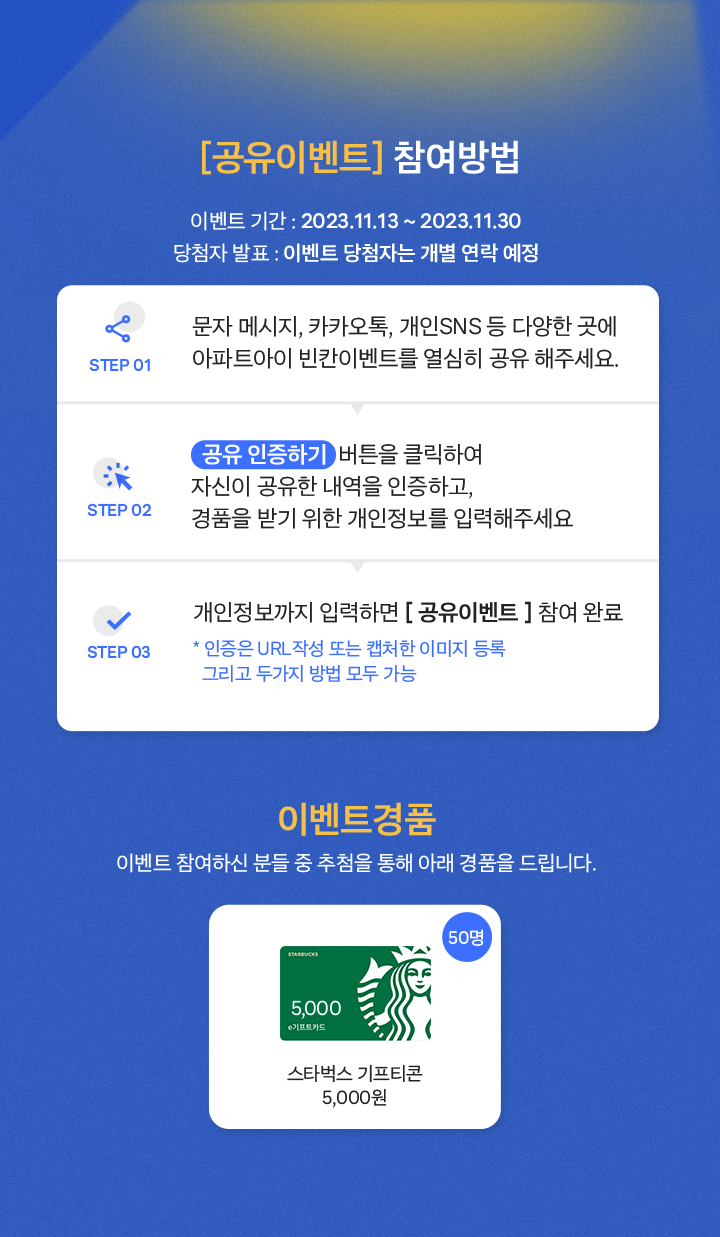 [공유이벤트] 참여방법
이벤트 기간 : 2023.11.13 ~ 2023.11.30
당첨자 발표 : 이벤트 당첨자는 개별 연락 예정
문자 메시지, 카카오톡, 개인SNS 등 다양한 곳에
아파트아이 빈칸이벤트를 열심히 공유 해주세요.
STEP 01
공유 인증하기 버튼을 클릭하여
자신이 공유한 내역을 인증하고,
경품을 받기 위한 개인정보를 입력해주세요
STEP 02
개인정보까지 입력하면 [ 공유이벤트 ] 참여 완료
* 인증은 URL작성 또는 캡처한 이미지 등록
그리고 두가지 방법 모두 가능
STEP 03
이벤트경품
이벤트 참여하신 분들 중 추첨을 통해 아래 경품을 드립니다.
50명
STARBUCKS
5,000
e기프트카드
스타벅스 기프티콘
5,000원